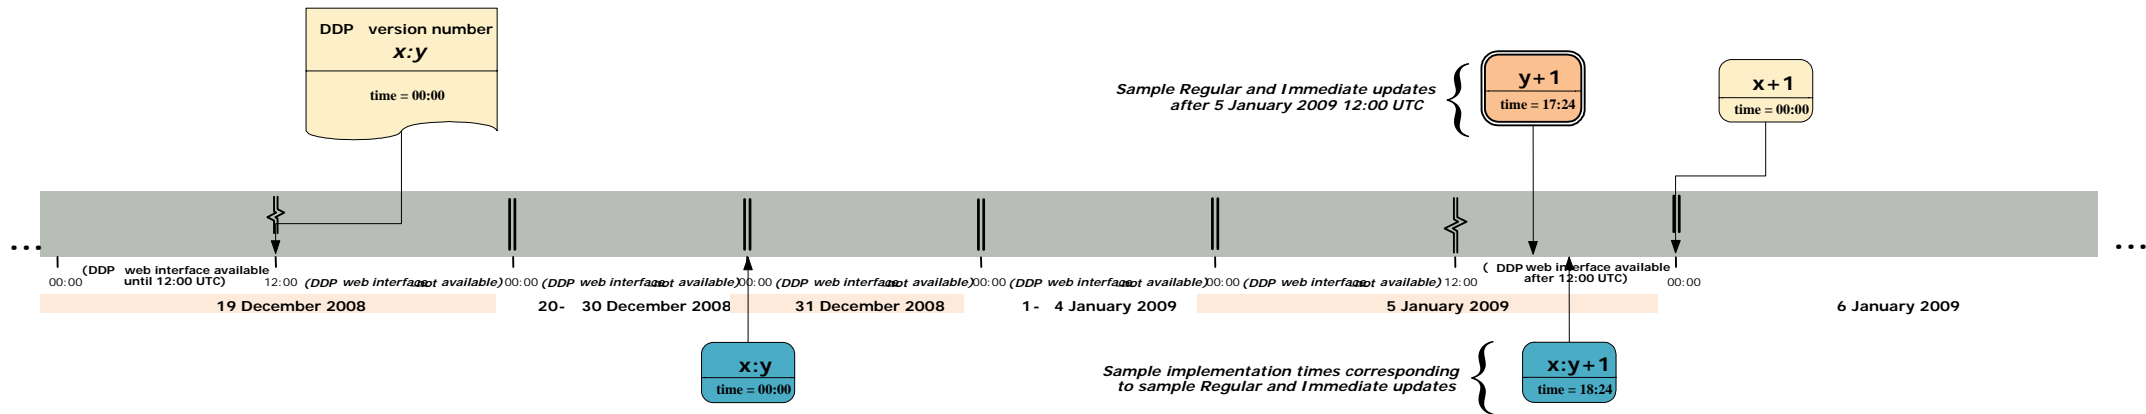 DDP version number
x:y
time = 00:00
Sample Regular and Immediate updates
after 5 January 2009 12:00 UTC
y+1
time = 17:24
x+1
time = 00:00
...
...
(DDP web interface available
until 12:00 UTC)
( DDP web interface available
after 12:00 UTC)
00:00
12:00
(DDP web interface not available)
00:00
(DDP web interface not available)
00:00
(DDP web interface not available)
00:00
(DDP web interface not available)
00:00
(DDP web interface not available)
12:00
00:00
19 December 2008
20- 30 December 2008
31 December 2008
1- 4 January 2009
5 January 2009
6 January 2009
x:y
time = 00:00
Sample implementation times corresponding
to sample Regular and Immediate updates
x:y+1
time = 18:24